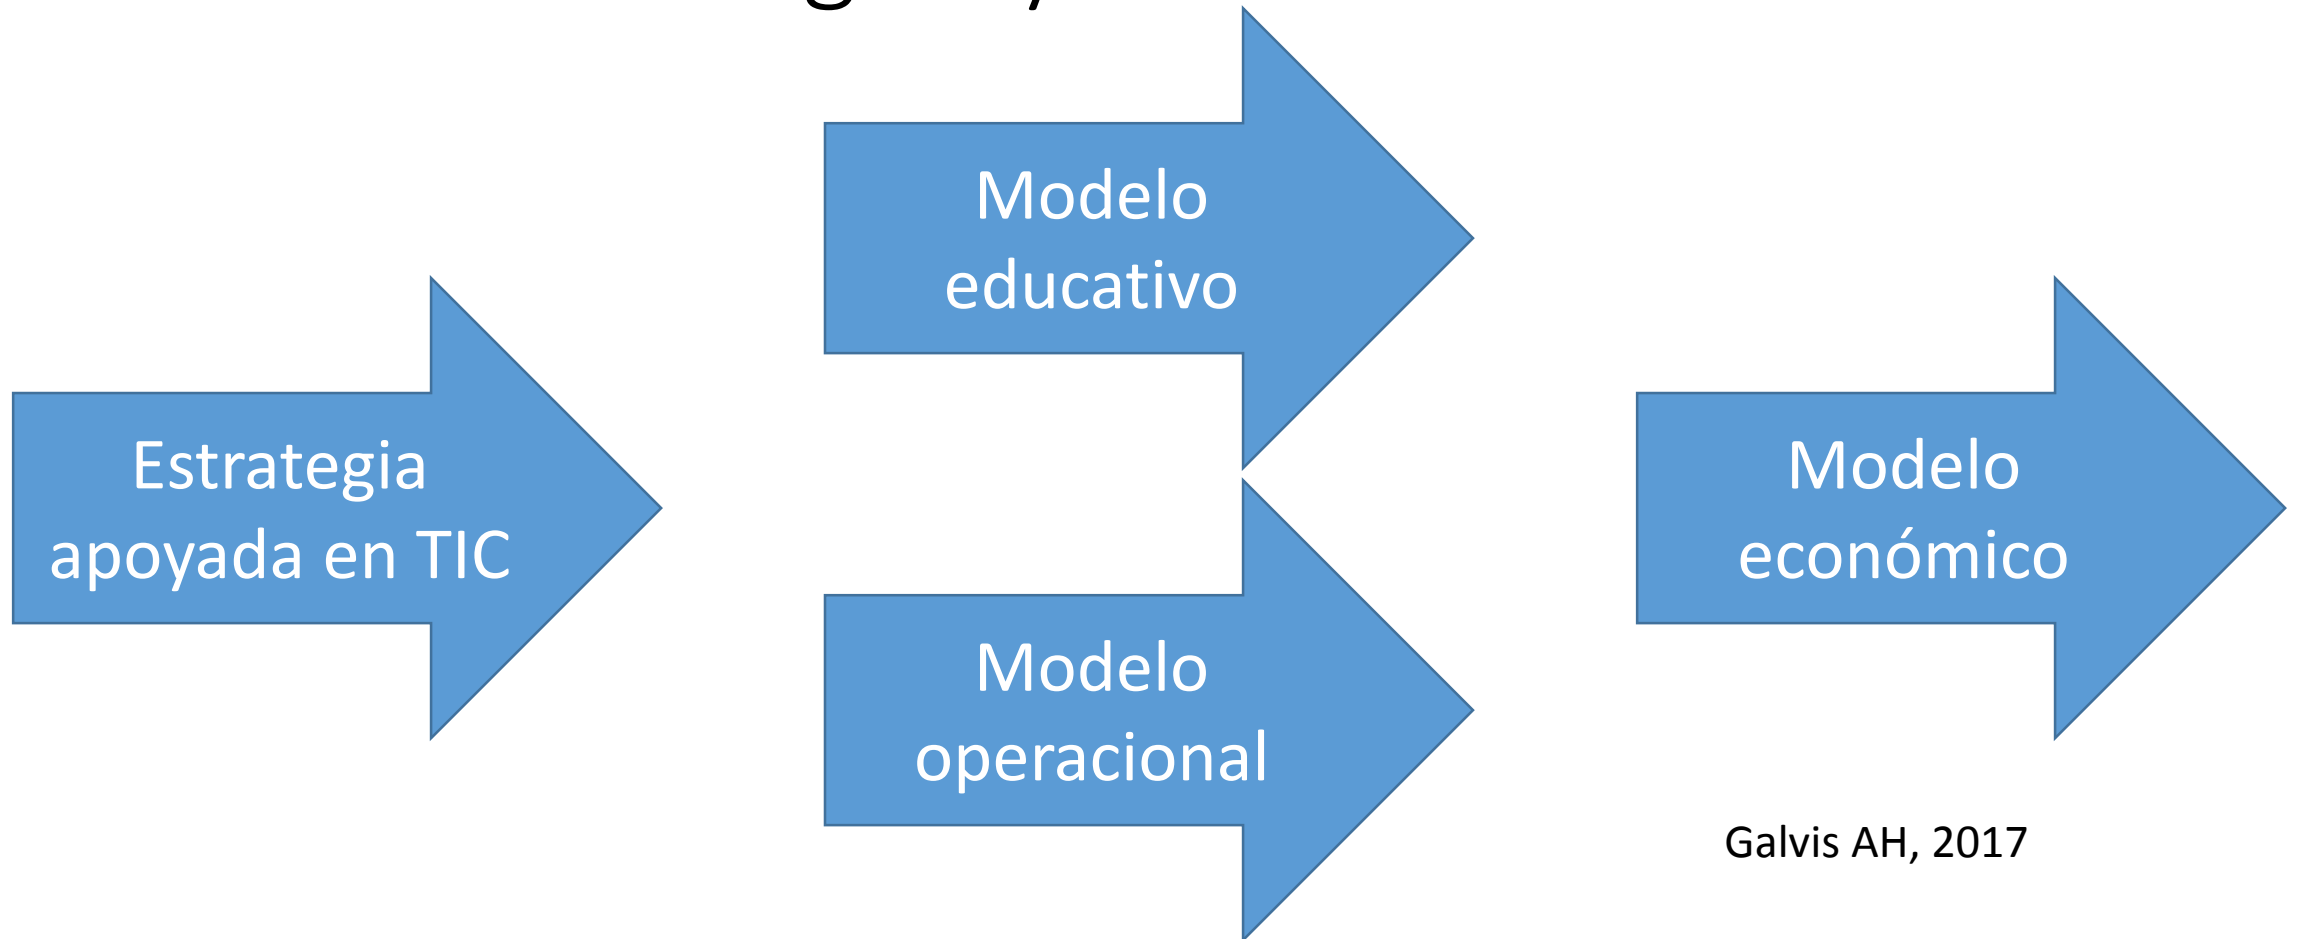 Estrategia
apoyada en TIC
Modelo
educativo
Modelo
operacional
Modelo
económico
Galvis AH, 2017